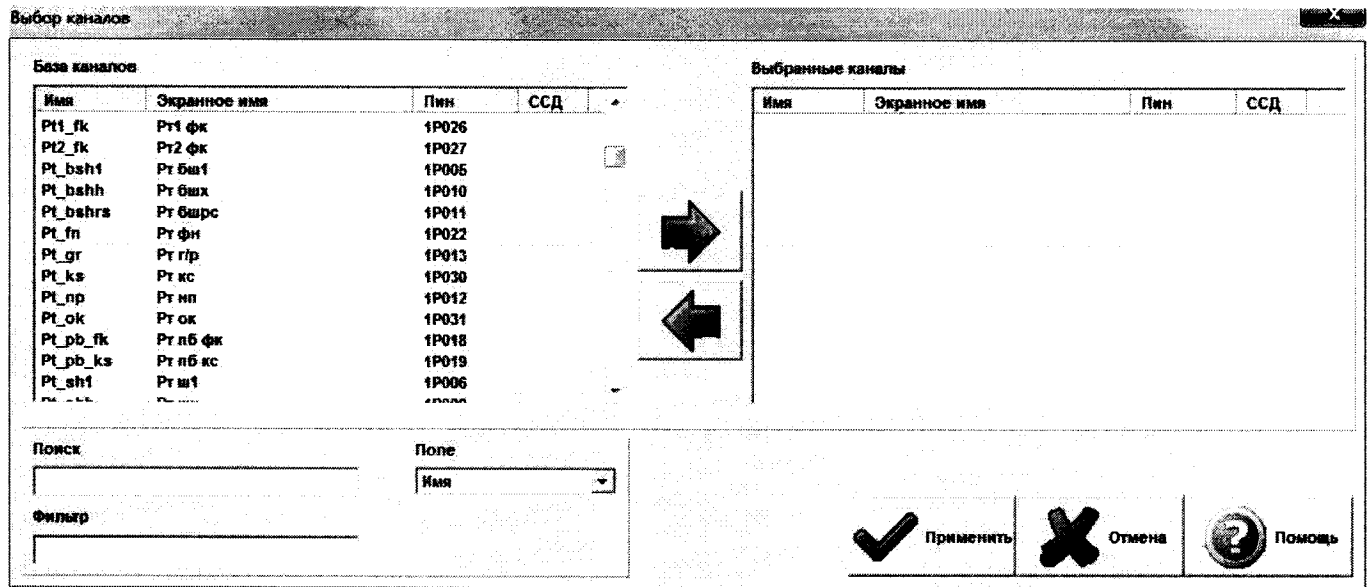 Выбор каналов
X
База каналов
Имя Экранное имя Пин ССД
Pt1_fk Рт1 фк 1P026
Pt2_fk Рт2 фк 1P027
Pt_bsh1 Рт бш1 1P005
Pt_bshh Рт бшх 1P010
Pt_bshrs Рт бшрс 1P011
Pt_fn Рт фн 1P022
Pt_gr Рт г/р 1P013
Pt_ks Рт кс 1P030
Pt_np Рт нп 1P012
Pt_ok Рт ок 1P031
Pt_pb_fk Рт пб фк 1P018
Pt_pb_ks Рт пб кс 1P019
Pt_sh1 Рт ш1 1P006
Выбранные каналы
Имя Экранное имя Пин ССД
Поиск Поле
Имя
Фильтр
Применить Отмена Помощь